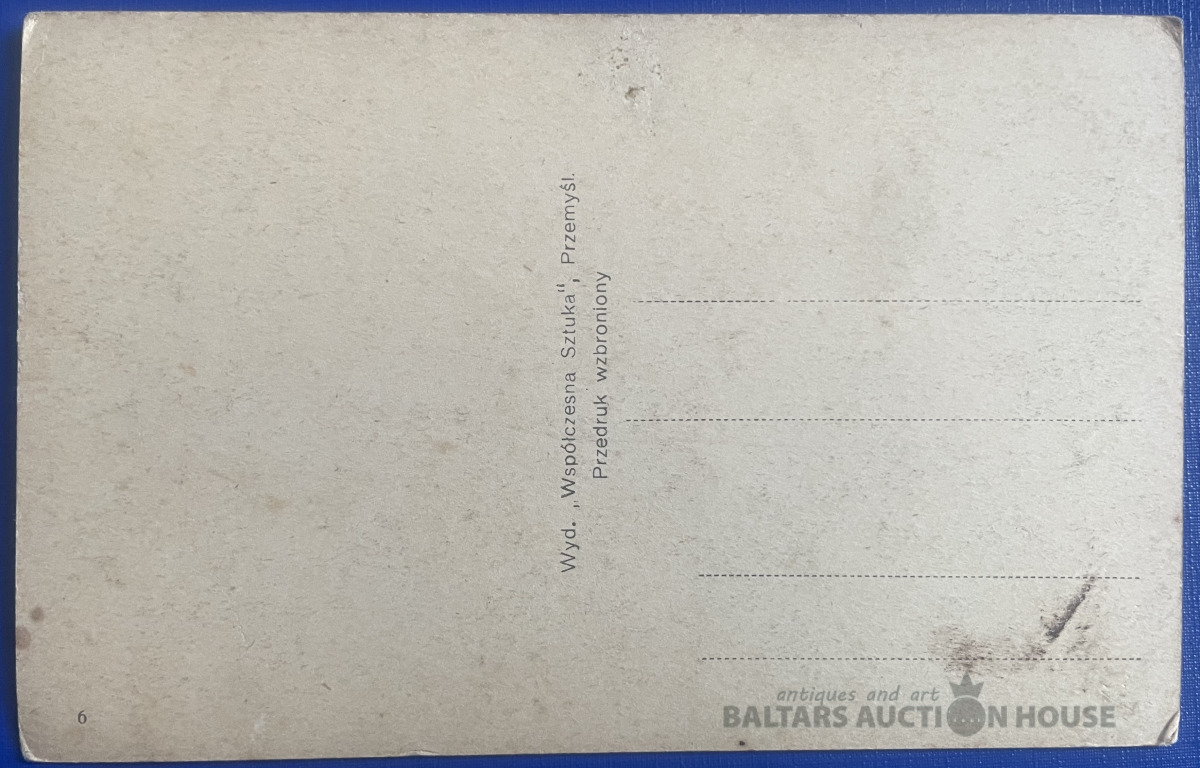 Wyd. „Współczesna Sztuka", Przemyśl.
Przedruk wzbroniony
6
antiques and art
BALTARS AUCTION HOUSE